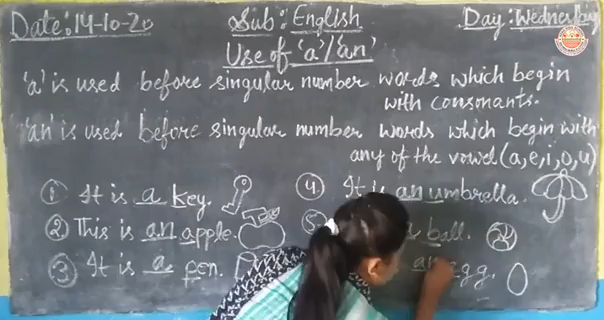 Date: 14-10-20
Sub: English
Day: Wednesday
Use of 'a'/'an'
'a' is used before singular number words which begin
with consonants.
'an' is used before singular number words which begin with
any of the vowel (a,e,i,o,u)
① It is a key.
② This is an apple.
③ It is a pen.
④ It is an umbrella.
⑤ a ball.
an egg.